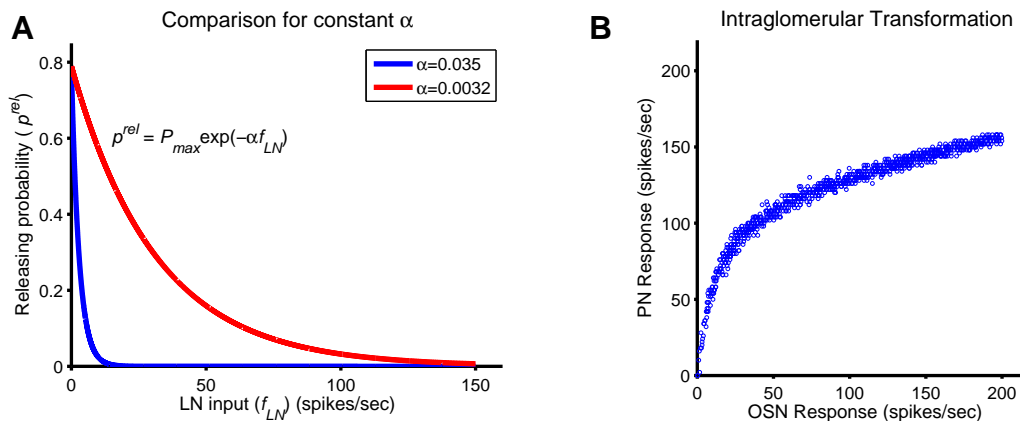 A
Comparison for constant α
0.8
0.6
0.4
0.2
0
Releasing probability ( p^rel)
α=0.035
α=0.0032
p^rel = P_max exp(-αf_LN)
0
50
100
150
LN input (f_LN) (spikes/sec)
B
Intraglomerular Transformation
200
150
100
50
0
PN Response (spikes/sec)
0
50
100
150
200
OSN Response (spikes/sec)